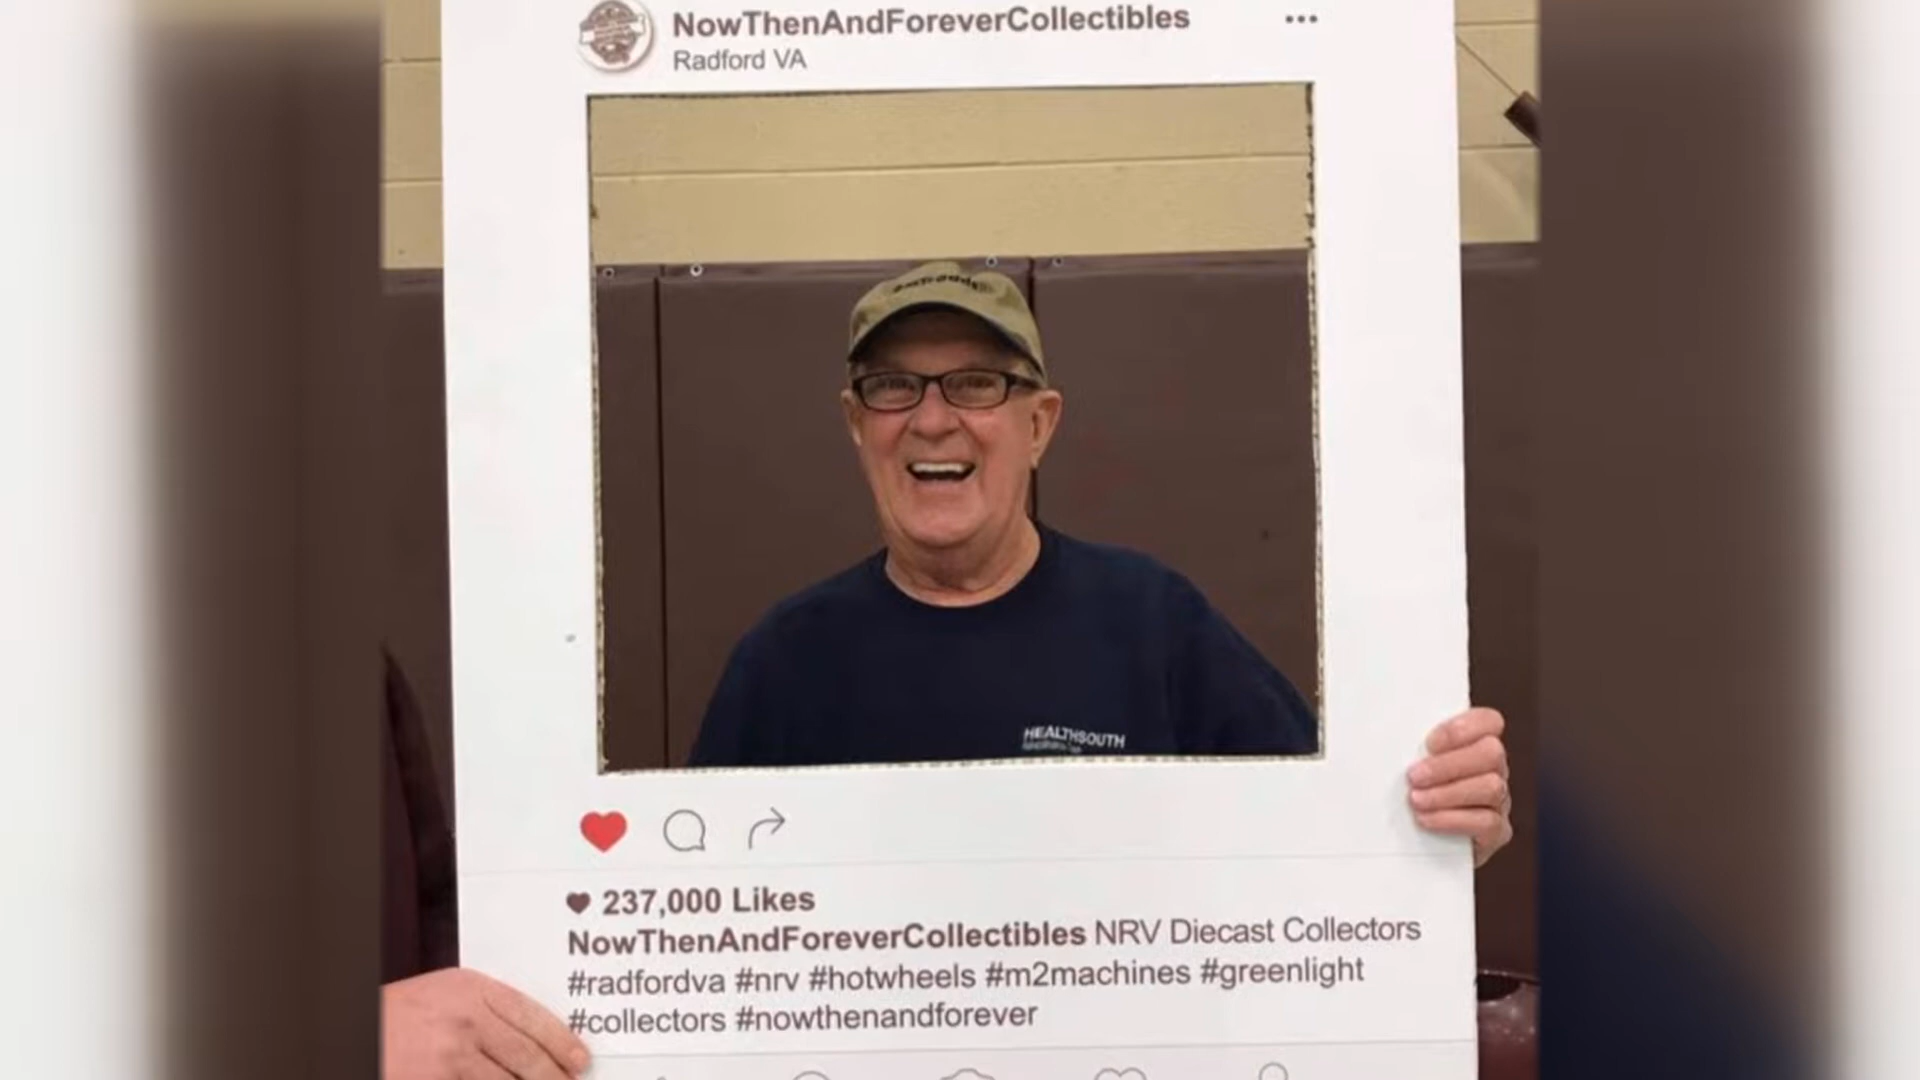 NowThenAndForeverCollectibles
Radford VA
HEALTHSOUTH
237,000 Likes
NowThenAndForeverCollectibles NRV Diecast Collectors
#radfordva #nrv #hotwheels #m2machines #greenlight
#collectors #nowthenandforever